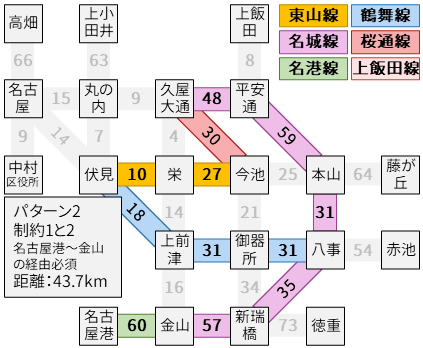 高畑
上小
田井
上飯
田
東山線
鶴舞線
名城線
桜通線
名港線
上飯田線
66
63
8
名古
屋
15
丸の
内
9
久屋
大通
48
平安
通
9
14
7
4
30
59
中村
区役所
伏見
10
栄
27
今池
25
本山
64
藤が
丘
18
14
21
31
パターン2
制約1と2
名古屋港～金山
の経由必須
距離：43.7km
上前
津
31
御器
所
31
八事
54
赤池
16
34
35
名古
屋港
60
金山
57
新瑞
橋
73
徳重